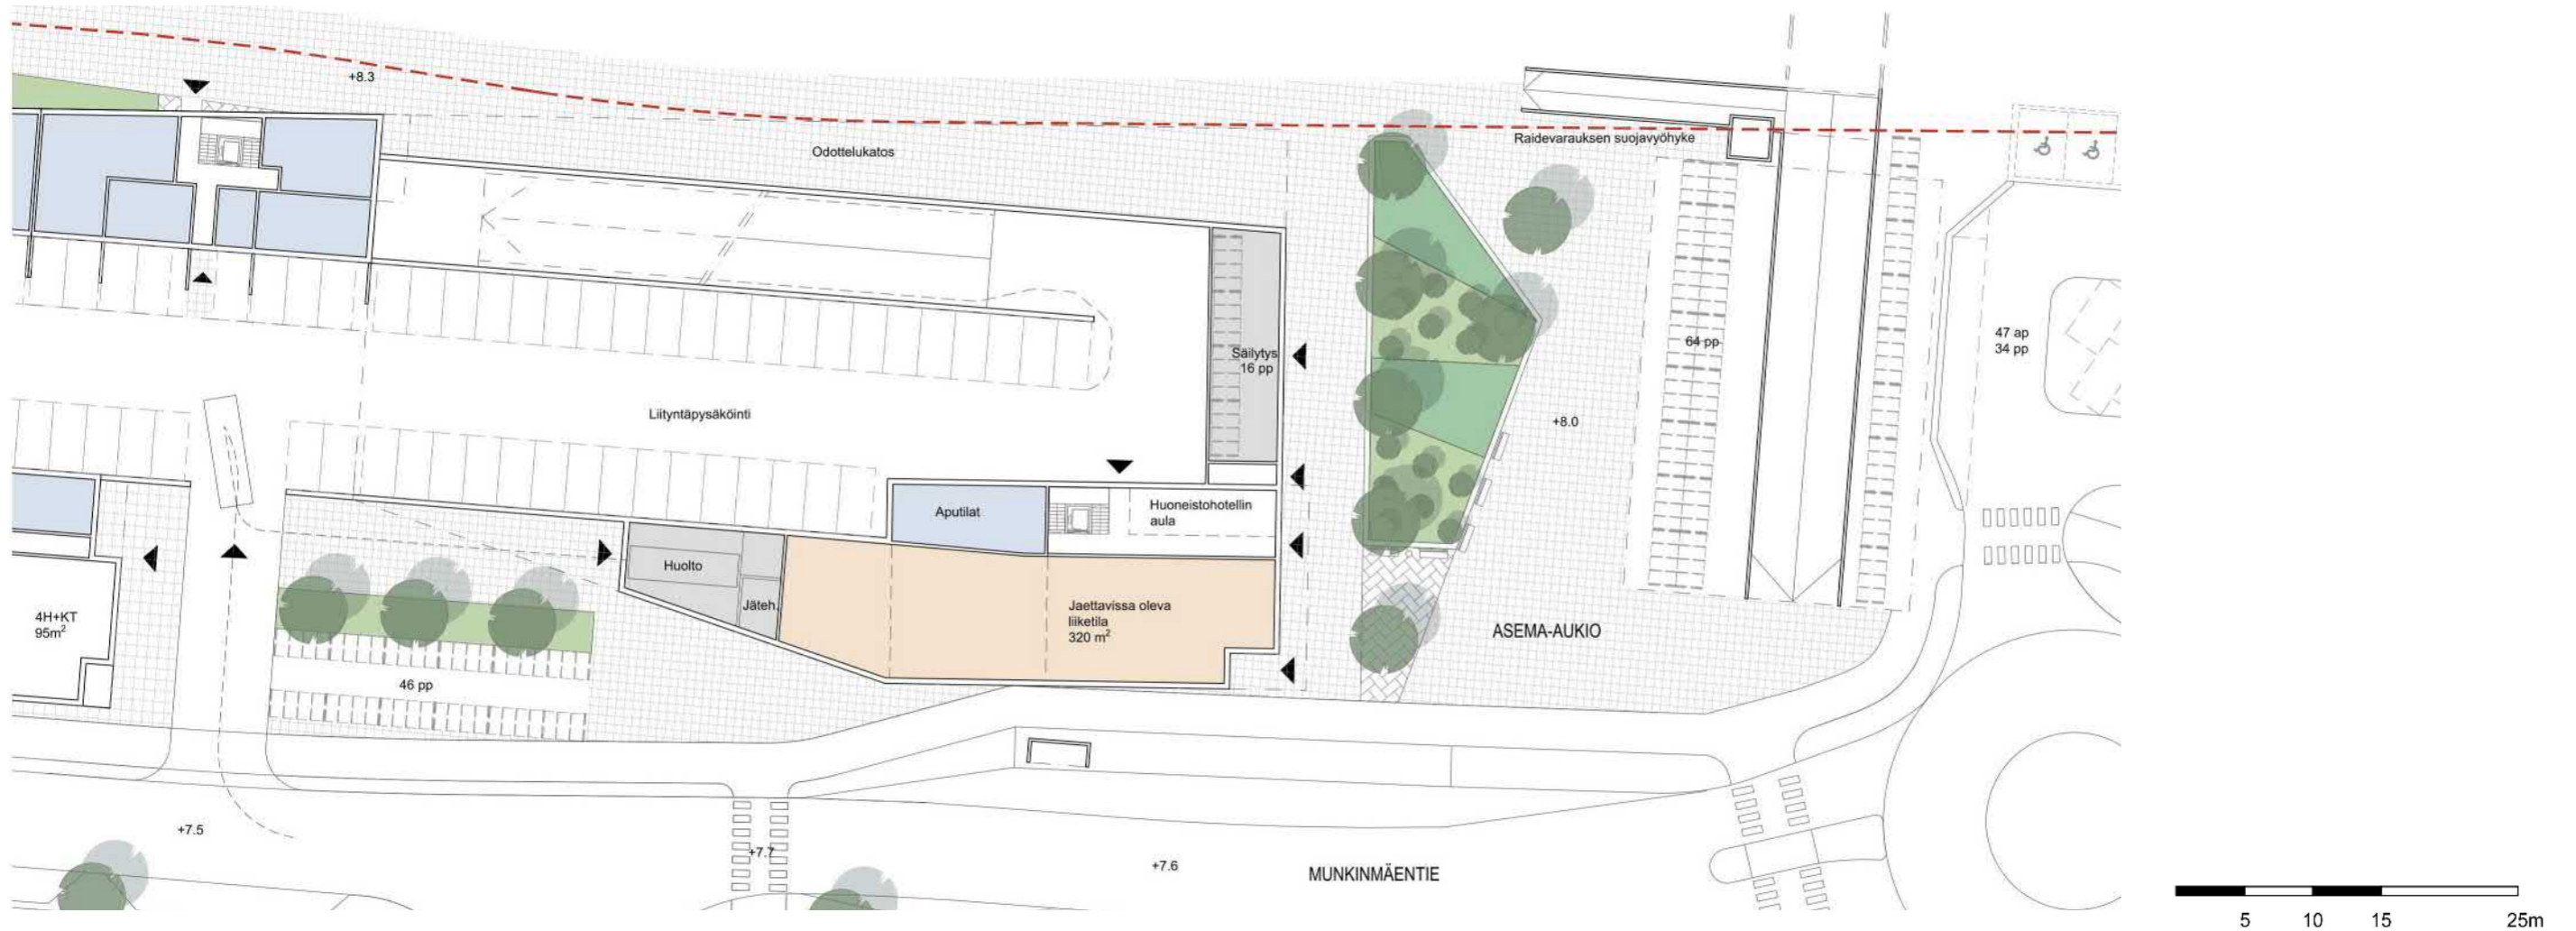 +8.3
Odottelukatos
Raidevarauksen suojavyöhyke
Säilytys
16 pp
64 pp
47 ap
34 pp
Liityntäpysäköinti
+8.0
Aputilat
Huoneistohotellin
aula
Huolto
Jäteh.
4H+KT
95m²
Jaettavissa oleva
liiketila
320 m²
ASEMA-AUKIO
46 pp
+7.5
+7.7
+7.6
MUNKINMÄENTIE
5 10 15 25m